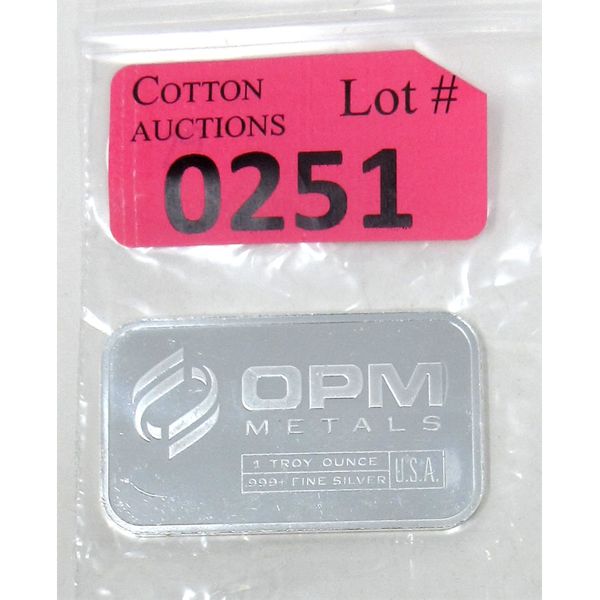 COTTON AUCTIONS Lot #
0251
OPM
METALS
1 TROY OUNCE
.999+ FINE SILVER U.S.A.